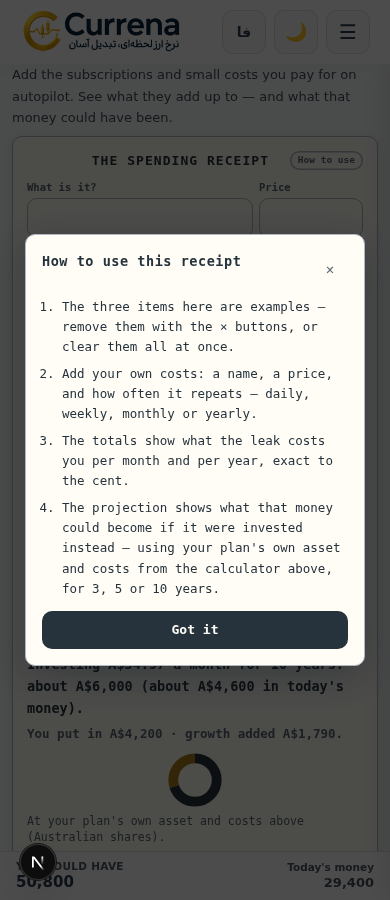 Currena
نرخ ارز لحظه‌ای، تبدیل آسان
فا
Add the subscriptions and small costs you pay for on
autopilot. See what they add up to — and what that
money could have been.
THE SPENDING RECEIPT
How to use
What is it?
Price
How to use this receipt
×
1. The three items here are examples —
remove them with the × buttons, or
clear them all at once.
2. Add your own costs: a name, a price,
and how often it repeats — daily,
weekly, monthly or yearly.
3. The totals show what the leak costs
you per month and per year, exact to
the cent.
4. The projection shows what that money
could become if it were invested
instead — using your plan's own asset
and costs from the calculator above,
for 3, 5 or 10 years.
Got it
a month for 10 years:
about A$6,000 (about A$4,600 in today's
money).
You put in A$4,200 · growth added A$1,790.
At your plan's own asset and costs above
(Australian shares).
HAVE
Today's money
N
50,800
29,400